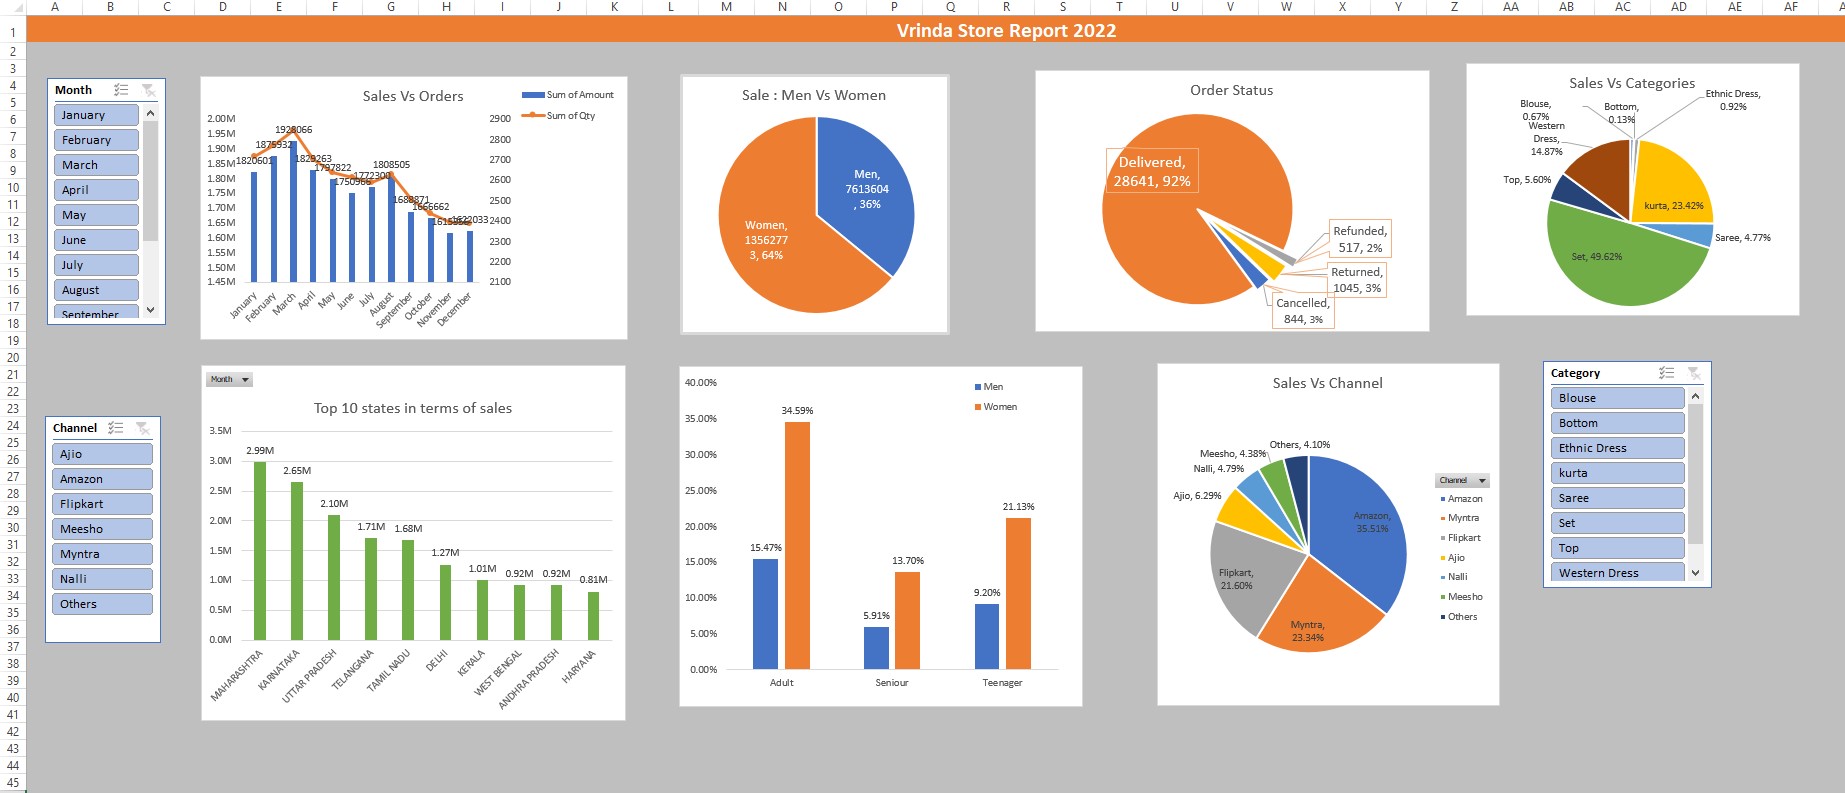 A B C D E F G H I J K L M N O P Q R S T U V W X Y Z AA AB AC AD AE AF
1 2 3 4 5 6 7 8 9 10 11 12 13 14 15 16 17 18 19 20 21 22 23 24 25 26 27 28 29 30 31 32 33 34 35 36 37 38 39 40 41 42 43 44 45
Vrinda Store Report 2022
Month
January
February
March
April
May
June
July
August
September
Sales Vs Orders
Sum of Amount
Sum of Qty
2.00M
1.95M
1.90M
1.85M
1.80M
1.75M
1.70M
1.65M
1.60M
1.55M
1.50M
1.45M
1820601
1875932
1928066
1829263
1797822
1750966
1772300
1808505
1688871
1666662
1622033
2900
2800
2700
2600
2500
2400
2300
2200
2100
January
February
March
April
May
June
July
August
September
October
November
December
Sale : Men Vs Women
Men,
7613604
, 36%
Women,
1356277
3, 64%
Order Status
Delivered,
28641, 92%
Refunded,
517, 2%
Returned,
1045, 3%
Cancelled,
844, 3%
Sales Vs Categories
Blouse,
0.67%
Bottom,
0.13%
Ethnic Dress,
0.92%
Western
Dress,
14.87%
Top, 5.60%
kurta, 23.42%
Saree, 4.77%
Set, 49.62%
Channel
Ajio
Amazon
Flipkart
Meesho
Myntra
Nalli
Others
Month
Top 10 states in terms of sales
3.5M
3.0M
2.5M
2.0M
1.5M
1.0M
0.5M
0.0M
2.99M
2.65M
2.10M
1.71M
1.68M
1.27M
1.01M
0.92M
0.92M
0.81M
MAHARASHTRA
KARNATAKA
UTTAR PRADESH
TELANGANA
TAMIL NADU
DELHI
KERALA
WEST BENGAL
ANDHRA PRADESH
HARYANA
Men
Women
40.00%
35.00%
30.00%
25.00%
20.00%
15.00%
10.00%
5.00%
0.00%
15.47%
34.59%
5.91%
13.70%
9.20%
21.13%
Adult
Seniour
Teenager
Sales Vs Channel
Others, 4.10%
Meesho, 4.38%
Nalli, 4.79%
Ajio, 6.29%
Amazon,
35.51%
Flipkart,
21.60%
Myntra,
23.34%
Channel
Amazon
Myntra
Flipkart
Ajio
Nalli
Meesho
Others
Category
Blouse
Bottom
Ethnic Dress
kurta
Saree
Set
Top
Western Dress